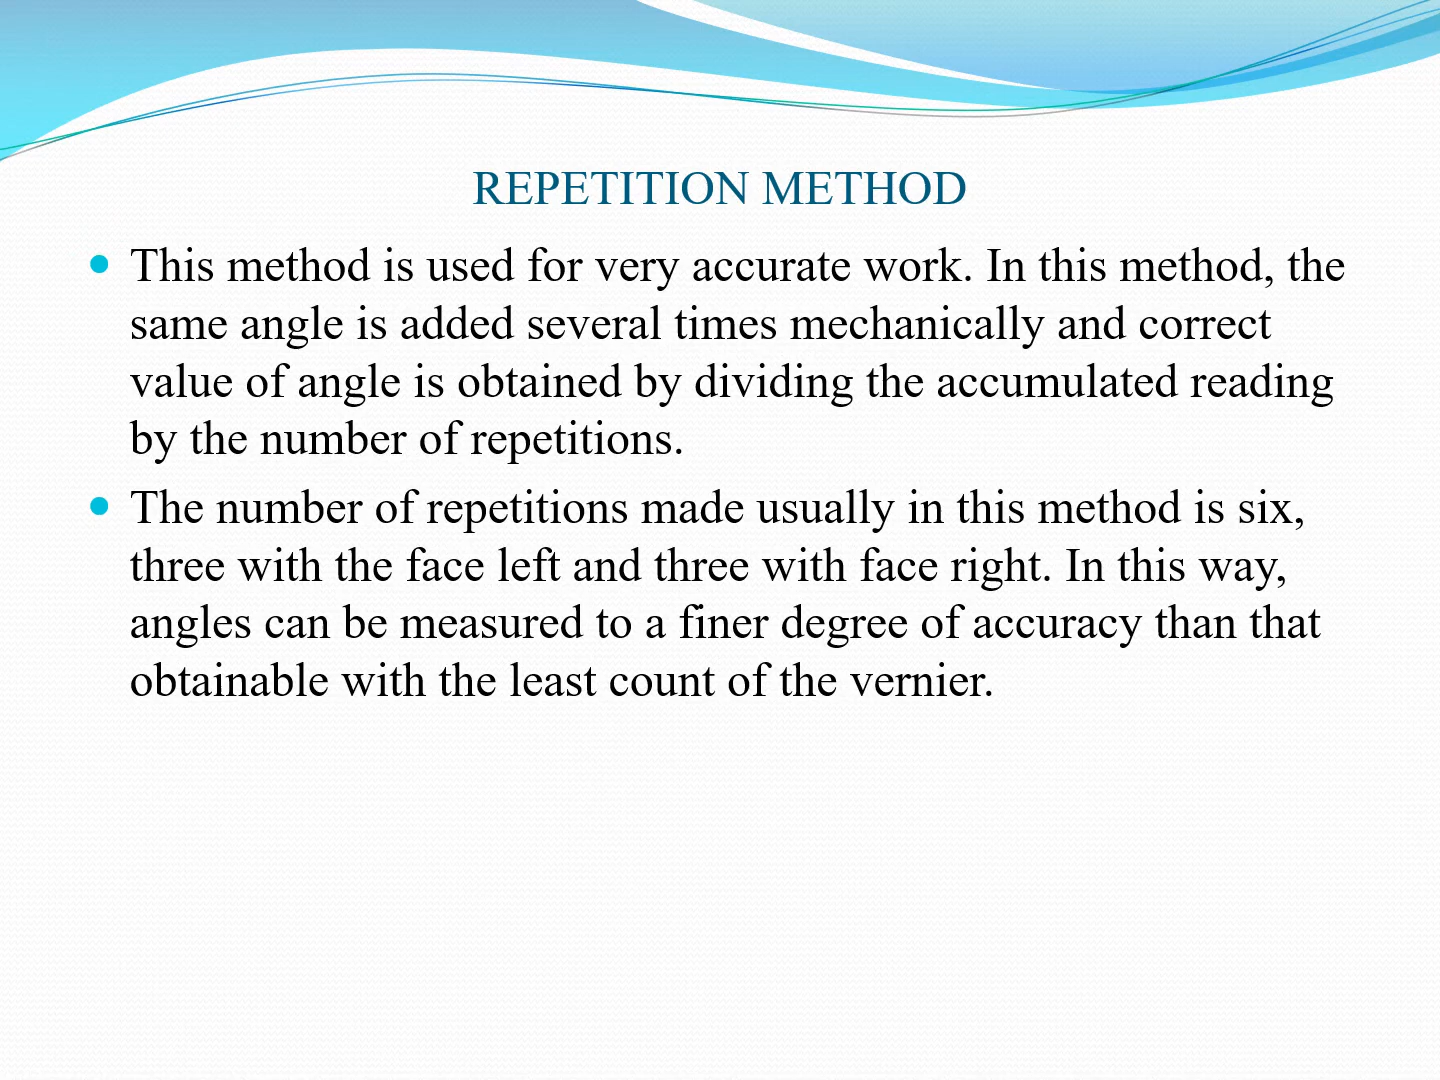 REPETITION METHOD
• This method is used for very accurate work. In this method, the
same angle is added several times mechanically and correct
value of angle is obtained by dividing the accumulated reading
by the number of repetitions.
• The number of repetitions made usually in this method is six,
three with the face left and three with face right. In this way,
angles can be measured to a finer degree of accuracy than that
obtainable with the least count of the vernier.